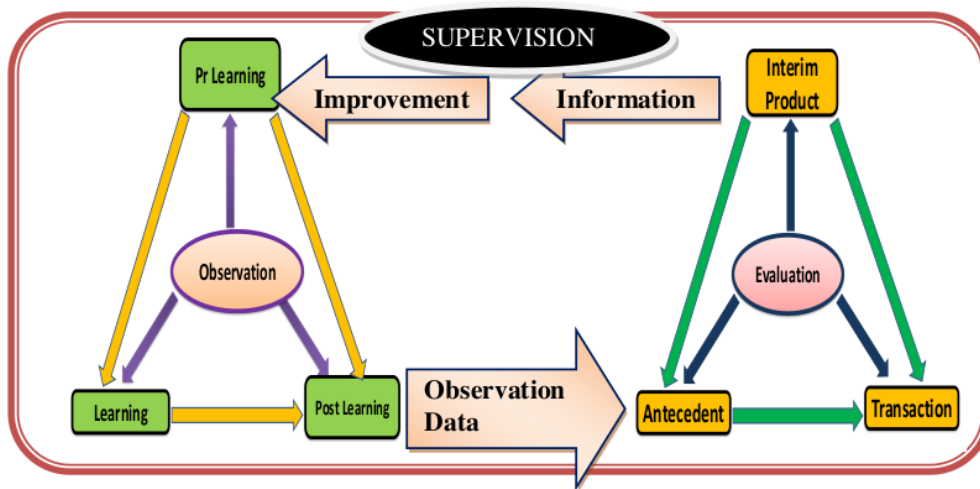 SUPERVISION
Pr Learning
Improvement
Information
Interim
Product
Observation
Evaluation
Learning
Post Learning
Observation
Data
Antecedent
Transaction